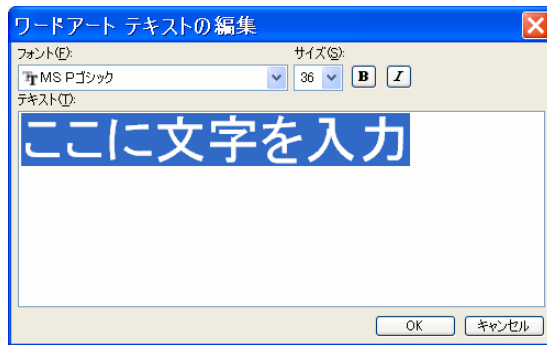 ワードアート テキストの編集
フォント(F): サイズ(S):
MS Pゴシック 36 B I
テキスト(T):
ここに文字を入力
OK キャンセル